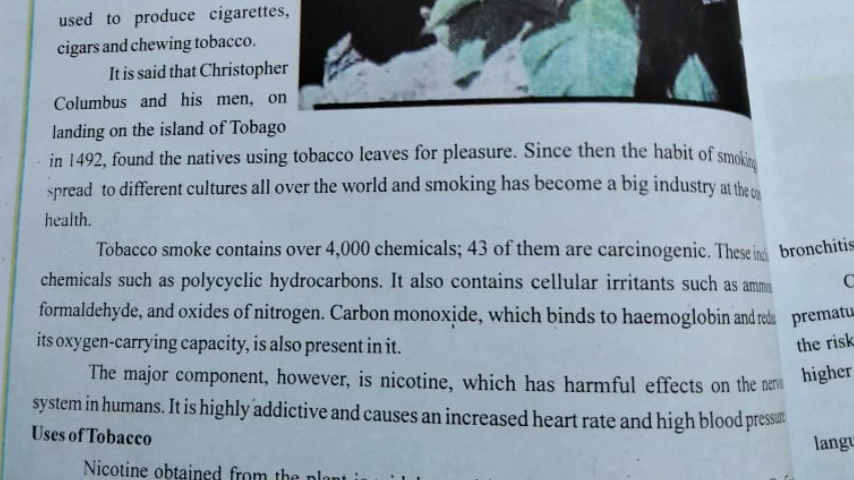 used to produce cigarettes,
cigars and chewing tobacco.
It is said that Christopher
Columbus and his men, on
landing on the island of Tobago
in 1492, found the natives using tobacco leaves for pleasure. Since then the habit of smoking
spread to different cultures all over the world and smoking has become a big industry at the
health.
Tobacco smoke contains over 4,000 chemicals; 43 of them are carcinogenic. These
chemicals such as polycyclic hydrocarbons. It also contains cellular irritants such as
formaldehyde, and oxides of nitrogen. Carbon monoxide, which binds to haemoglobin and
its oxygen-carrying capacity, is also present in it.
The major component, however, is nicotine, which has harmful effects on the
system in humans. It is highly addictive and causes an increased heart rate and high blood pressure
Uses of Tobacco
Nicotine obtained from the plant is
bronchitis
C
prematu
the risk
higher
langu